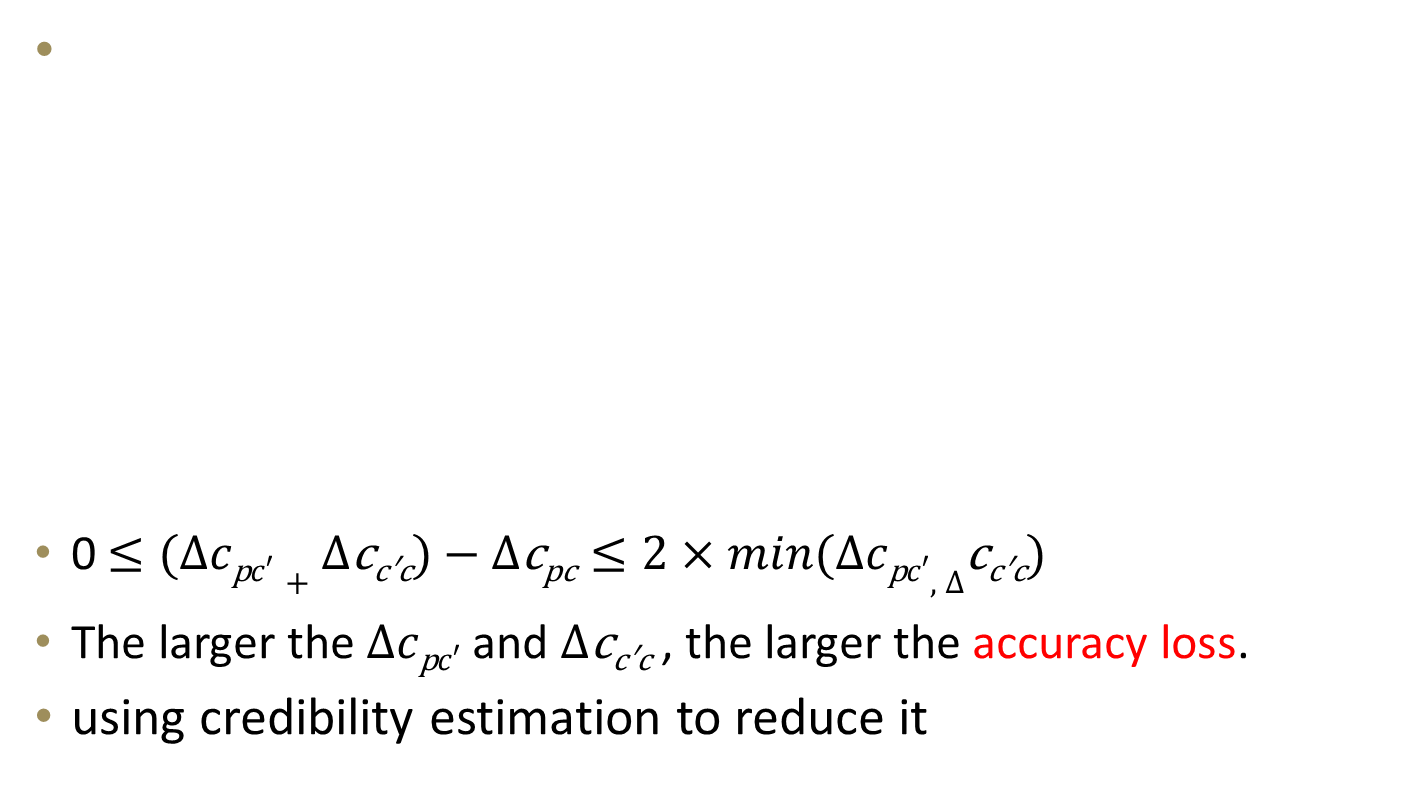 •
• 0 ≤ (Δc_{pc′} + Δc_{c′c}) − Δc_{pc} ≤ 2 × min(Δc_{pc′}, Δc_{c′c})
• The larger the Δc_{pc′} and Δc_{c′c}, the larger the accuracy loss.
• using credibility estimation to reduce it